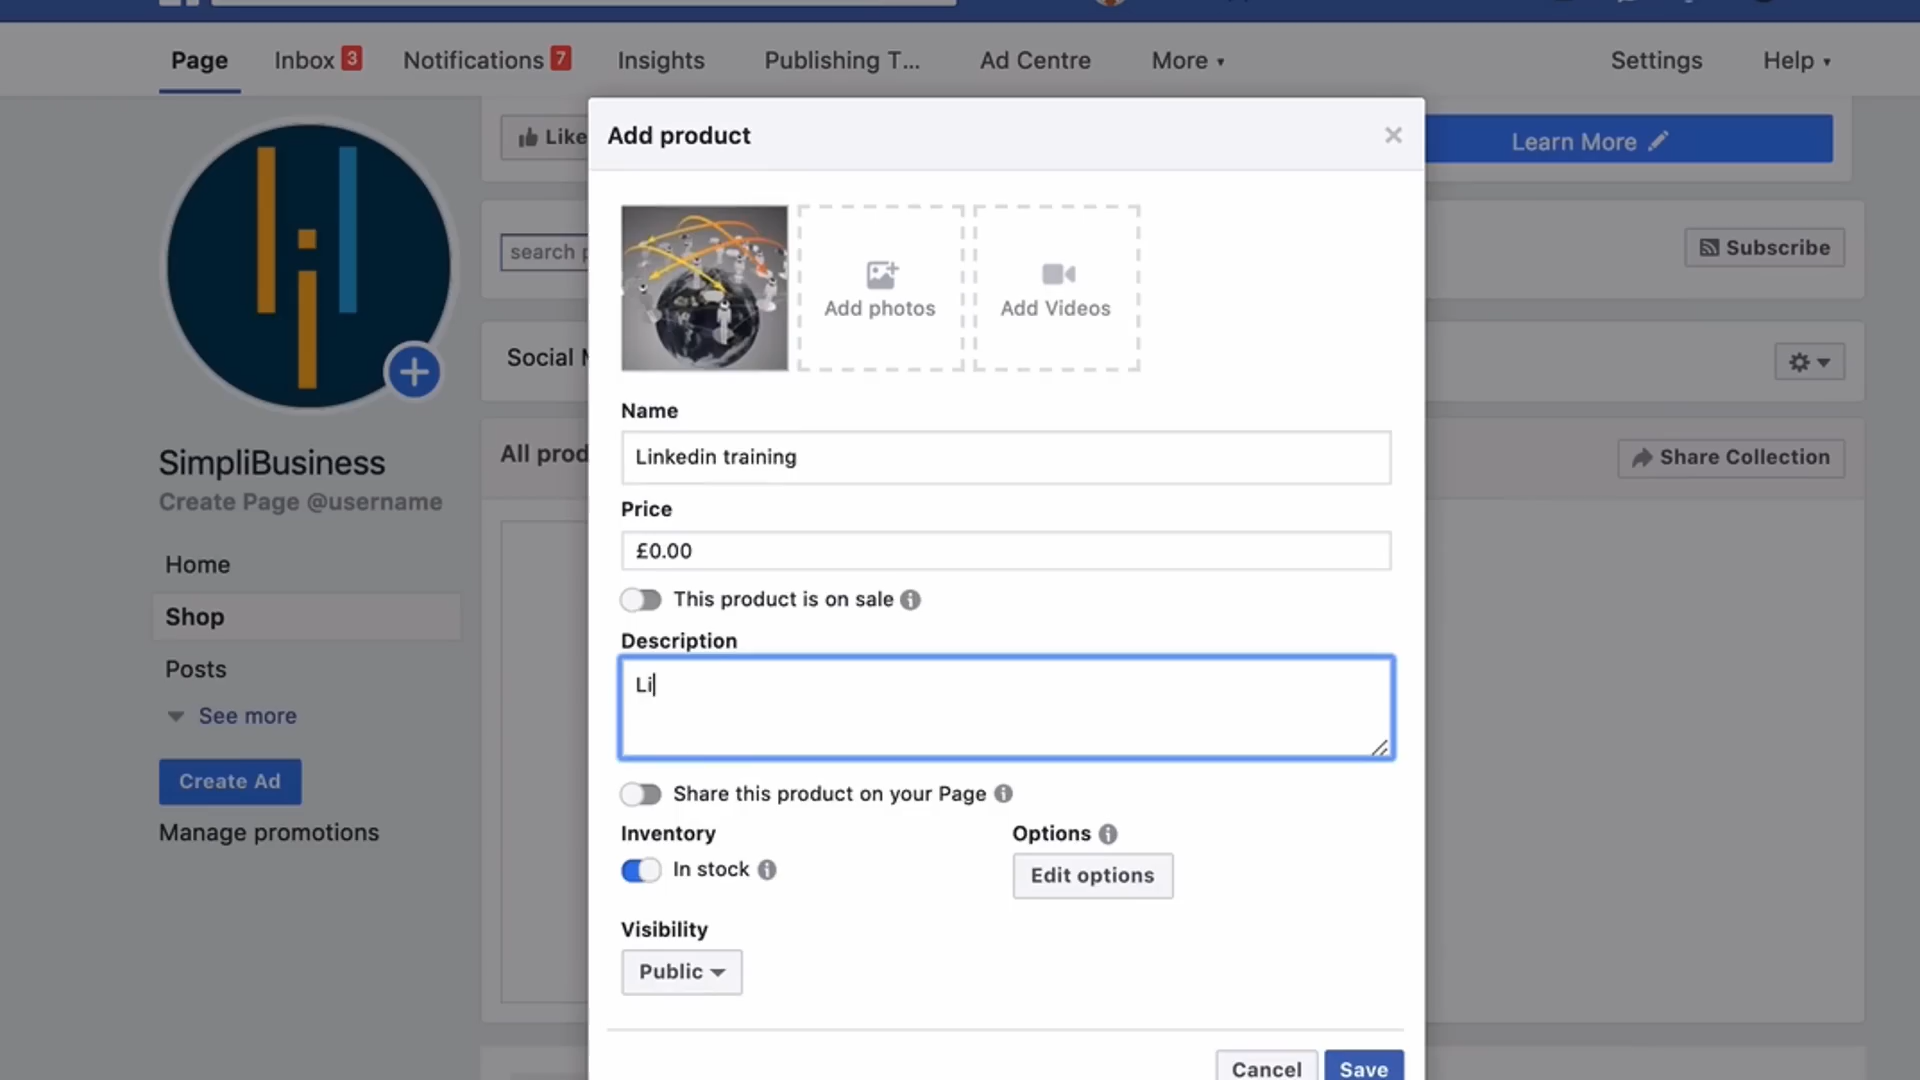 Page
Inbox 3
Notifications 7
Insights
Publishing T...
Ad Centre
More
Settings
Help
Like
Learn More
Add product
search
Subscribe
Add photos
Add Videos
Social
All prod
Share Collection
Name
Linkedin training
Price
£0.00
This product is on sale
Description
Li
Share this product on your Page
Inventory
Options
In stock
Edit options
Visibility
Public
Cancel
Save
SimpliBusiness
Create Page @username
Home
Shop
Posts
See more
Create Ad
Manage promotions